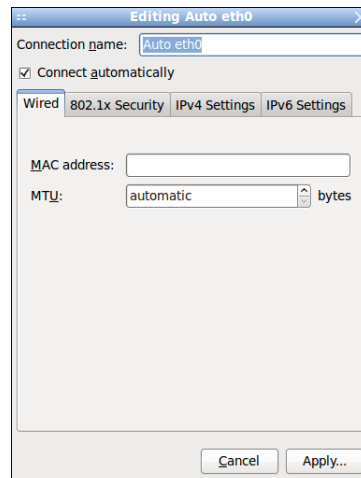 Editing Auto eth0
Connection name: Auto eth0
Connect automatically
Wired 802.1x Security IPv4 Settings IPv6 Settings
MAC address:
MTU: automatic bytes
Cancel Apply...